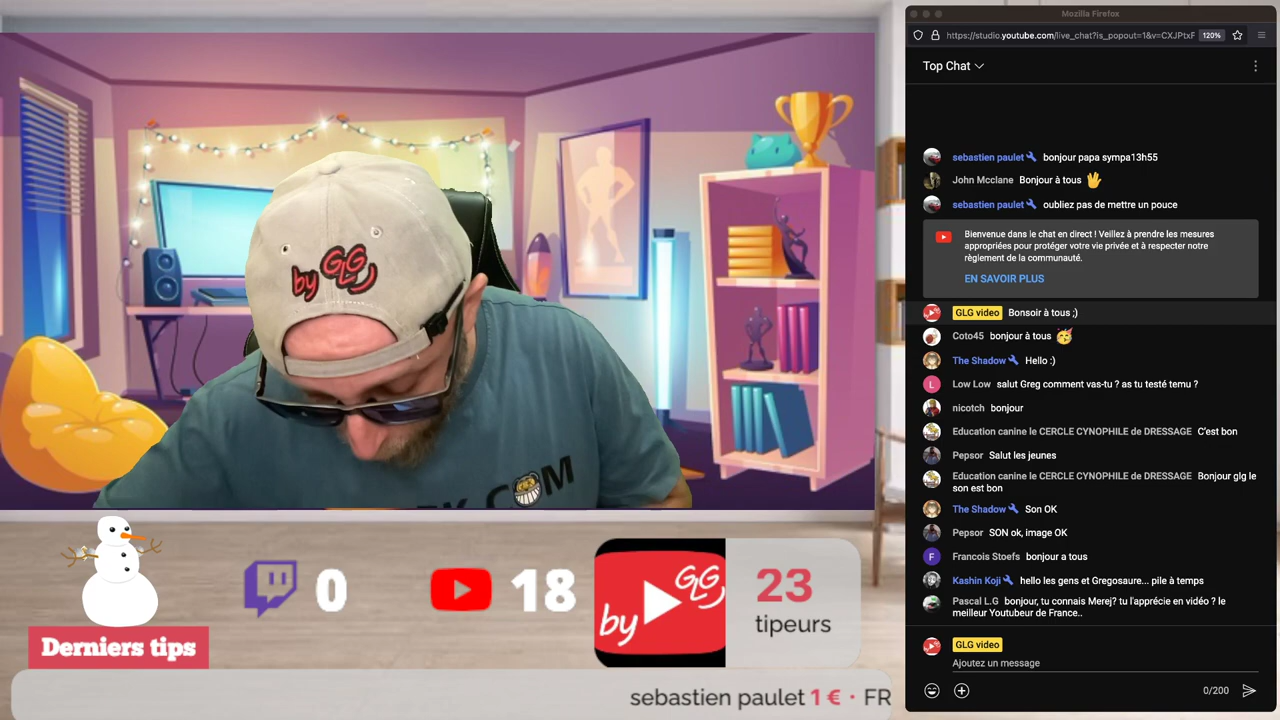 Mozilla Firefox
https://studio.youtube.com/live_chat?is_popout=1&v=CXJPtxF
120%
Top Chat
sebastien paulet bonjour papa sympa13h55
John Mcclane Bonjour à tous 🖖
sebastien paulet oubliez pas de mettre un pouce
Bienvenue dans le chat en direct ! Veillez à prendre les mesures
appropriées pour protéger votre vie privée et à respecter notre
règlement de la communauté.
EN SAVOIR PLUS
GLG video Bonsoir à tous ;)
Coto45 bonjour à tous 🥳
The Shadow Hello :)
L Low Low salut Greg comment vas-tu ? as tu testé temu ?
nicotch bonjour
Education canine le CERCLE CYNOPHILE de DRESSAGE C'est bon
Pepsor Salut les jeunes
Education canine le CERCLE CYNOPHILE de DRESSAGE Bonjour glg le
son est bon
The Shadow Son OK
Pepsor SON ok, image OK
F Francois Stoefs bonjour a tous
Kashin Koji hello les gens et Gregosaure... pile à temps
Pascal L.G bonjour, tu connais Merej? tu l'apprécie en vidéo ? le
meilleur Youtubeur de France..
GLG video
Ajoutez un message
0/200
by GLG
.COM
0
18
by GLG
23
tipeurs
Derniers tips
sebastien paulet 1 € · FR